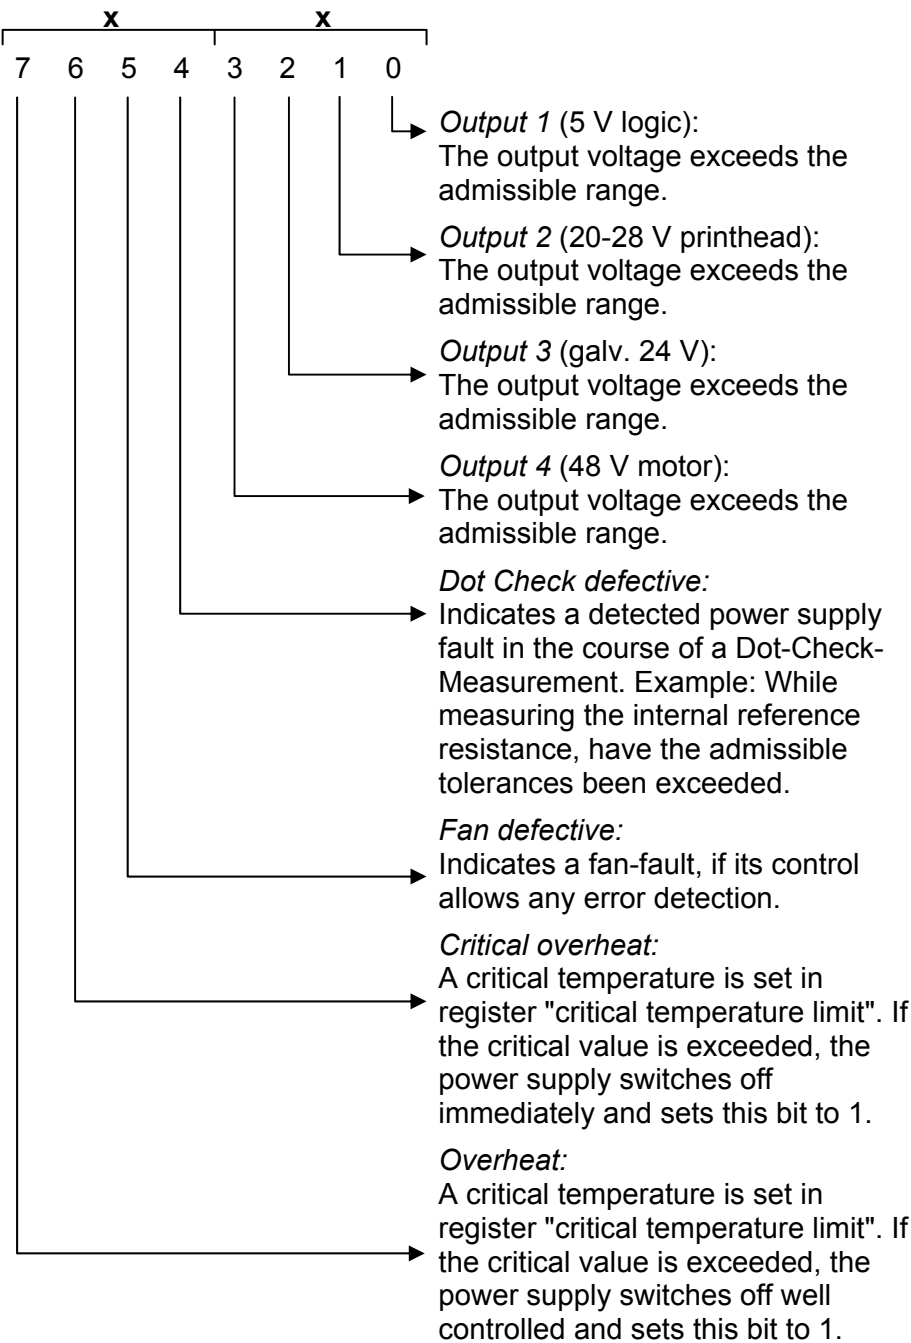 x x
7 6 5 4 3 2 1 0
Output 1 (5 V logic):
The output voltage exceeds the
admissible range.
Output 2 (20-28 V printhead):
The output voltage exceeds the
admissible range.
Output 3 (galv. 24 V):
The output voltage exceeds the
admissible range.
Output 4 (48 V motor):
The output voltage exceeds the
admissible range.
Dot Check defective:
Indicates a detected power supply
fault in the course of a Dot-Check-
Measurement. Example: While
measuring the internal reference
resistance, have the admissible
tolerances been exceeded.
Fan defective:
Indicates a fan-fault, if its control
allows any error detection.
Critical overheat:
A critical temperature is set in
register "critical temperature limit". If
the critical value is exceeded, the
power supply switches off
immediately and sets this bit to 1.
Overheat:
A critical temperature is set in
register "critical temperature limit". If
the critical value is exceeded, the
power supply switches off well
controlled and sets this bit to 1.